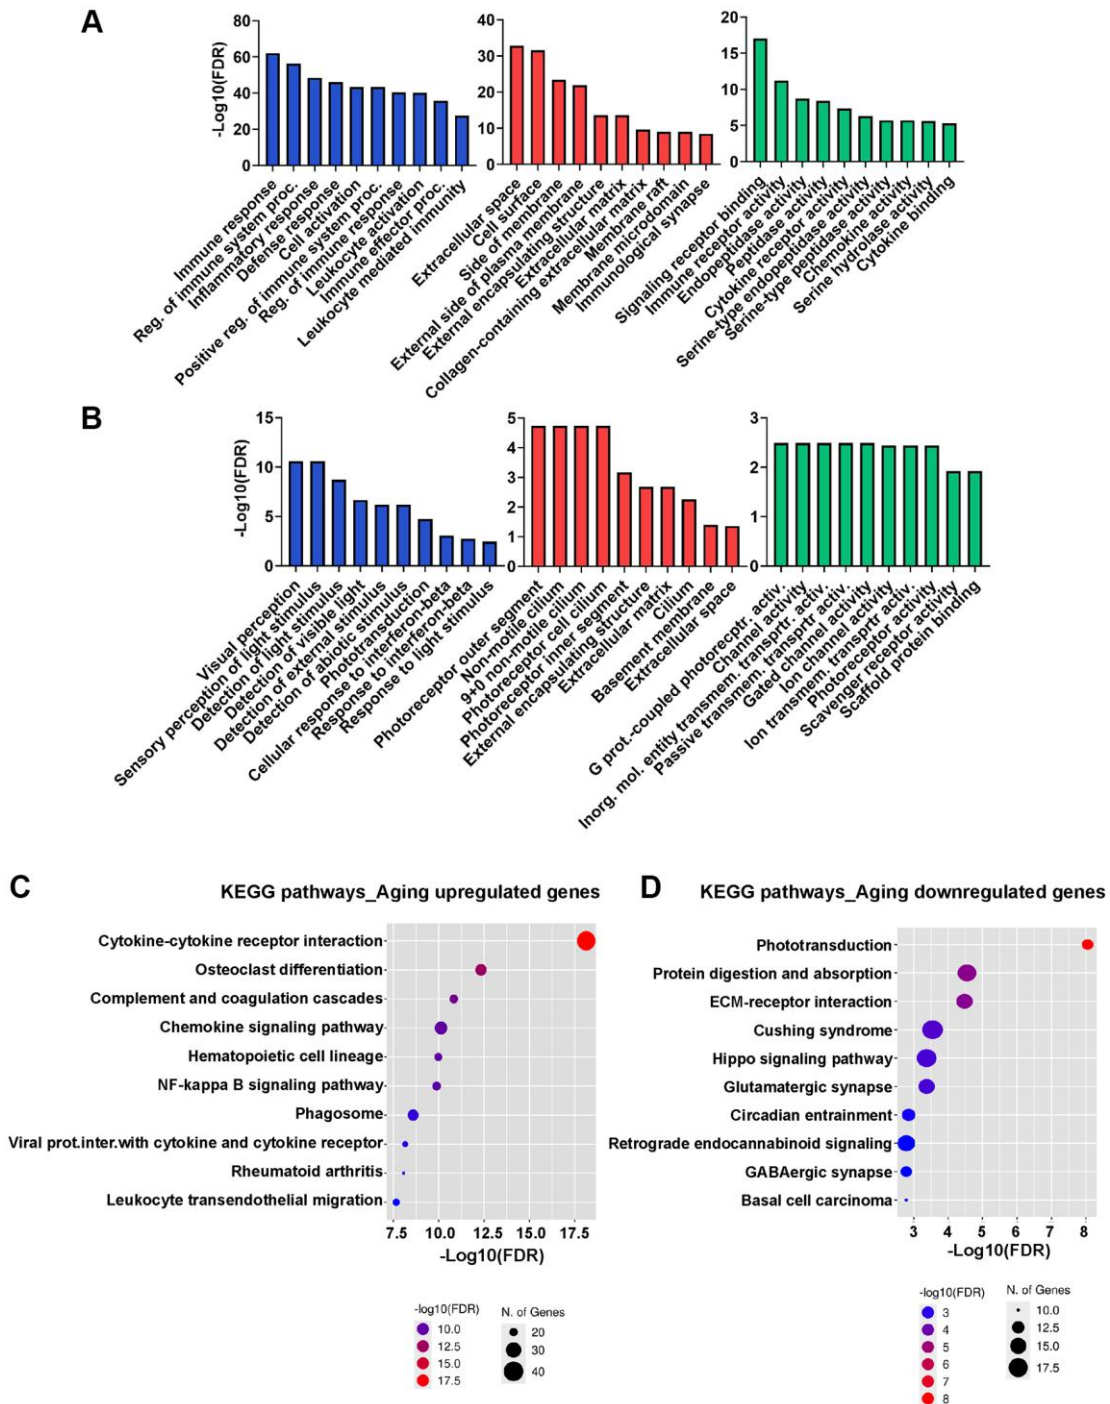 A
-Log10(FDR)
80
60
40
20
0
Immune response
Reg. of immune system proc.
Inflammatory response
Defense response
Cell activation
Positive reg. of immune system proc.
Reg. of immune response
Leukocyte activation
Immune effector proc.
Leukocyte mediated immunity
40
30
20
10
0
Extracellular space
Cell surface
Side of membrane
External side of plasma membrane
External encapsulating structure
Extracellular matrix
Collagen-containing extracellular matrix
Membrane raft
Membrane microdomain
Immunological synapse
20
15
10
5
0
Signaling receptor binding
Immune receptor activity
Endopeptidase activity
Peptidase activity
Cytokine receptor activity
Serine-type endopeptidase activity
Serine-type peptidase activity
Chemokine activity
Serine hydrolase activity
Cytokine binding
B
-Log10(FDR)
15
10
5
0
Visual perception
Sensory perception of light stimulus
Detection of light stimulus
Detection of visible light
Detection of external stimulus
Detection of abiotic stimulus
Phototransduction
Cellular response to interferon-beta
Response to interferon-beta
Response to light stimulus
5
4
3
2
1
0
Photoreceptor outer segment
Non-motile cilium
9+0 non-motile cilium
Photoreceptor cell cilium
Photoreceptor inner segment
External encapsulating structure
Extracellular matrix
Cilium
Basement membrane
Extracellular space
3
2
1
0
G prot.-coupled photorecptr. activ.
Channel activity
Inorg. mol. entity transmem. transprtr. activ.
Passive transmem. transprtr. activ.
Gated channel activity
Ion channel activity
Ion transmem. transprtr. activ.
Photoreceptor activity
Scavenger receptor activity
Scaffold protein binding
C
KEGG pathways_Aging upregulated genes
Cytokine-cytokine receptor interaction
Osteoclast differentiation
Complement and coagulation cascades
Chemokine signaling pathway
Hematopoietic cell lineage
NF-kappa B signaling pathway
Phagosome
Viral prot.inter.with cytokine and cytokine receptor
Rheumatoid arthritis
Leukocyte transendothelial migration
7.5 10.0 12.5 15.0 17.5
-Log10(FDR)
-log10(FDR)
10.0
12.5
15.0
17.5
N. of Genes
20
30
40
D
KEGG pathways_Aging downregulated genes
Phototransduction
Protein digestion and absorption
ECM-receptor interaction
Cushing syndrome
Hippo signaling pathway
Glutamatergic synapse
Circadian entrainment
Retrograde endocannabinoid signaling
GABAergic synapse
Basal cell carcinoma
3 4 5 6 7 8
-Log10(FDR)
-log10(FDR)
3
4
5
6
7
8
N. of Genes
10.0
12.5
15.0
17.5